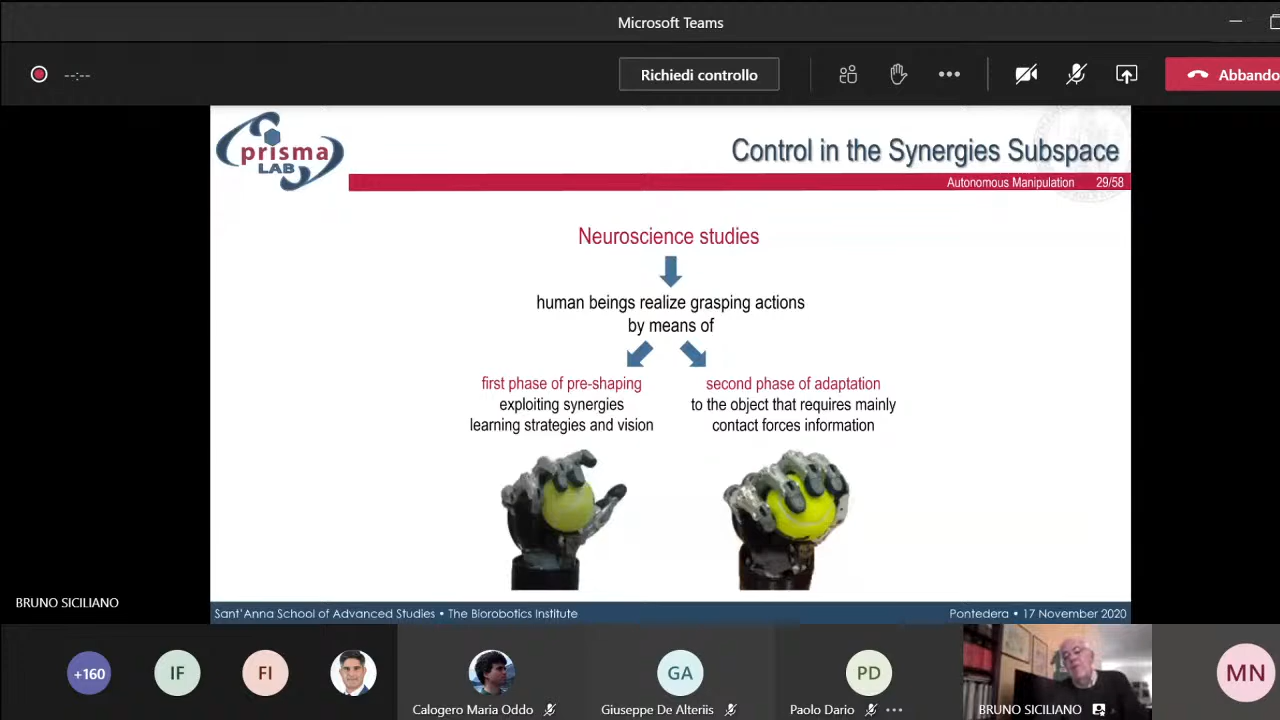 Microsoft Teams
--:--
Richiedi controllo
Abbando
prisma
LAB
Control in the Synergies Subspace
Autonomous Manipulation 29/58
Neuroscience studies
human beings realize grasping actions
by means of
first phase of pre-shaping
exploiting synergies
learning strategies and vision
second phase of adaptation
to the object that requires mainly
contact forces information
BRUNO SICILIANO
Sant'Anna School of Advanced Studies • The Biorobotics Institute
Pontedera • 17 November 2020
+160
IF
FI
Calogero Maria Oddo
GA
Giuseppe De Alteriis
PD
Paolo Dario
BRUNO SICILIANO
MN